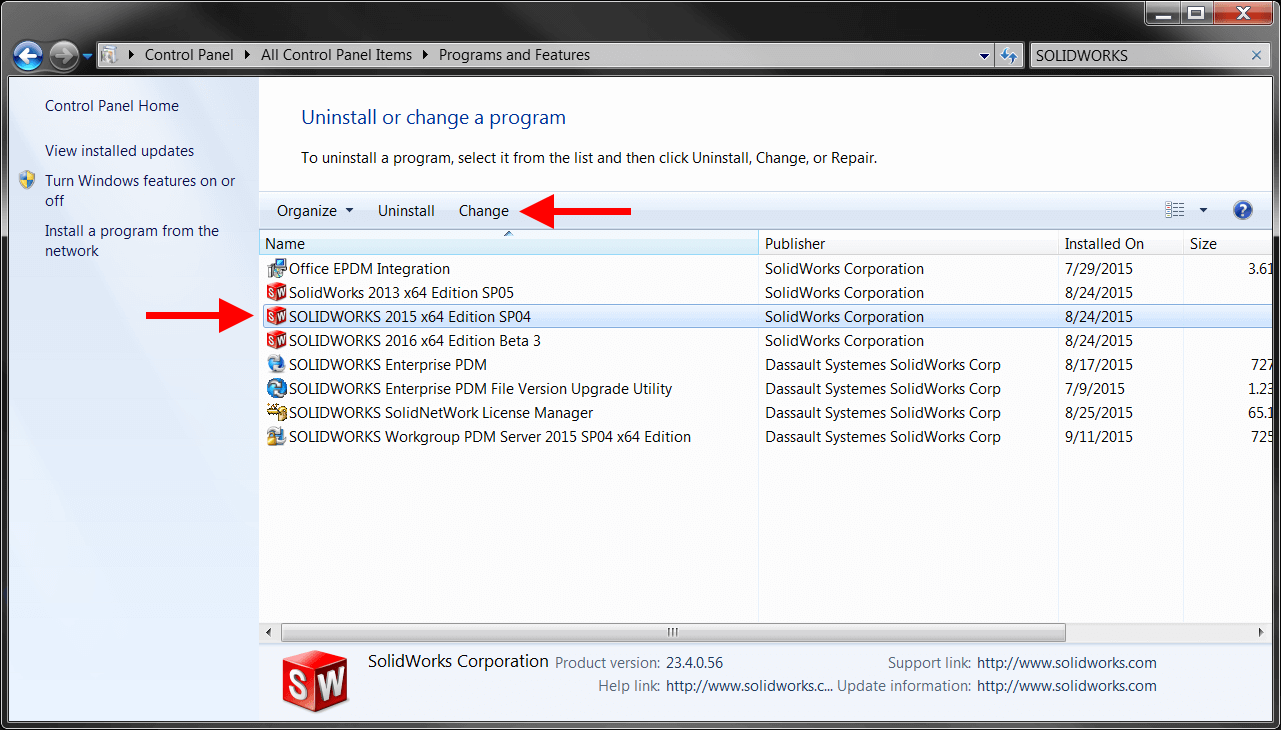 Control Panel All Control Panel Items Programs and Features SOLIDWORKS
Control Panel Home
View installed updates
Turn Windows features on or
off
Install a program from the
network
Uninstall or change a program
To uninstall a program, select it from the list and then click Uninstall, Change, or Repair.
Organize Uninstall Change
Name Publisher Installed On Size
Office EPDM Integration SolidWorks Corporation 7/29/2015 3.61
SolidWorks 2013 x64 Edition SP05 SolidWorks Corporation 8/24/2015
SOLIDWORKS 2015 x64 Edition SP04 SolidWorks Corporation 8/24/2015
SOLIDWORKS 2016 x64 Edition Beta 3 SolidWorks Corporation 8/24/2015
SOLIDWORKS Enterprise PDM Dassault Systemes SolidWorks Corp 8/17/2015 727
SOLIDWORKS Enterprise PDM File Version Upgrade Utility Dassault Systemes SolidWorks Corp 7/9/2015 1.23
SOLIDWORKS SolidNetWork License Manager Dassault Systemes SolidWorks Corp 8/25/2015 65.1
SOLIDWORKS Workgroup PDM Server 2015 SP04 x64 Edition Dassault Systemes SolidWorks Corp 9/11/2015 725
SW
SolidWorks Corporation Product version: 23.4.0.56 Support link: http://www.solidworks.com
Help link: http://www.solidworks.c... Update information: http://www.solidworks.com